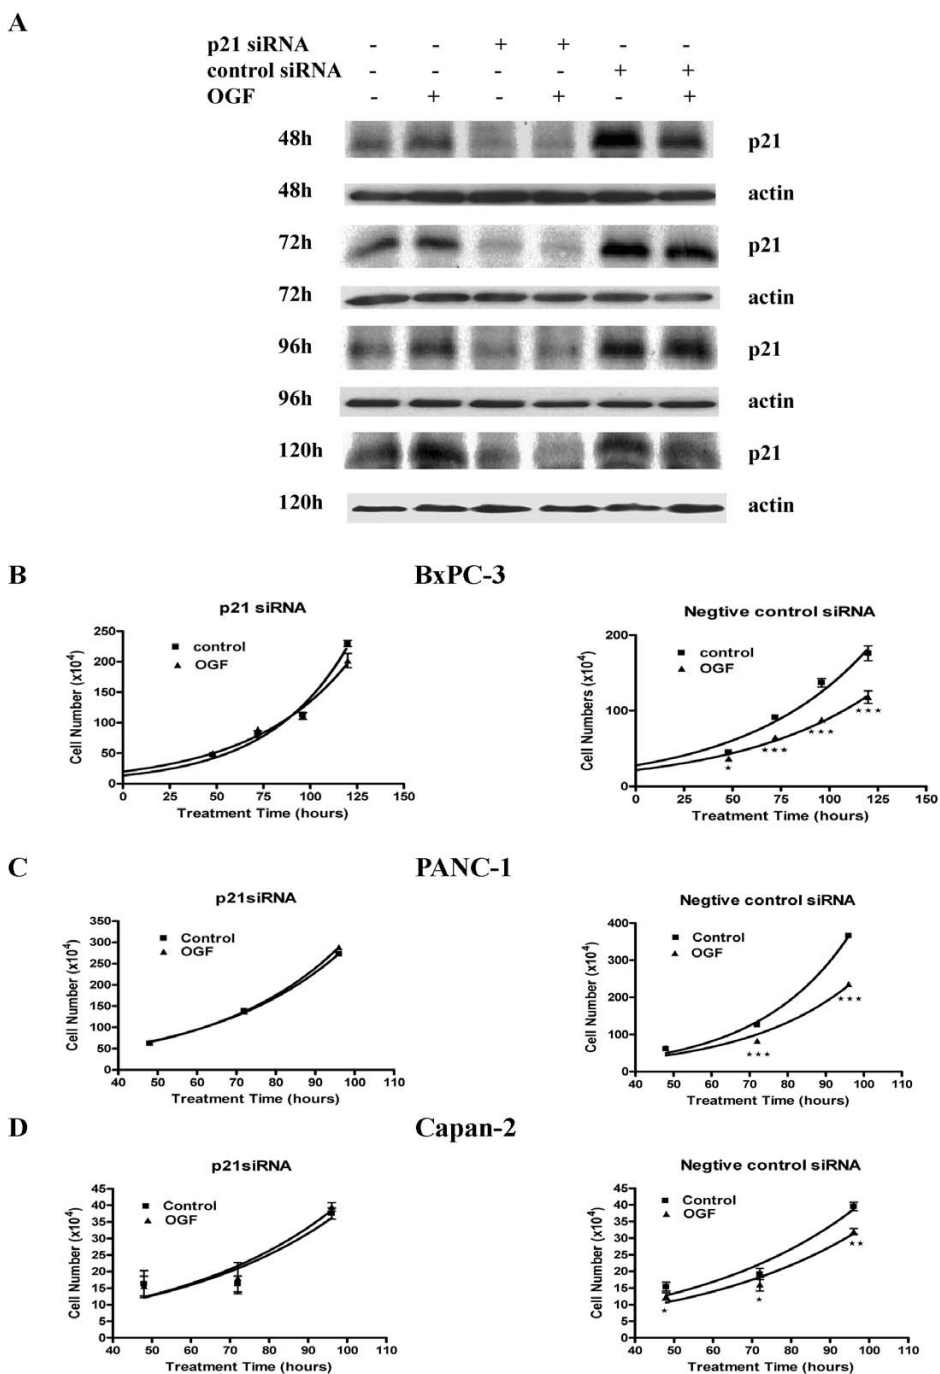 A
p21 siRNA - - + + - -
control siRNA - - - - + +
OGF - + - + - +
48h p21
48h actin
72h p21
72h actin
96h p21
96h actin
120h p21
120h actin
B BxPC-3
p21 siRNA
Cell Number (x10⁴)
250
200
150
100
50
0
control
OGF
0 25 50 75 100 125 150
Treatment Time (hours)
Negtive control siRNA
Cell Numbers (x10⁴)
200
100
0
control
OGF
★
★★★
★★★
★★★
0 25 50 75 100 125 150
Treatment Time (hours)
C PANC-1
p21siRNA
Cell Number (x10⁴)
350
300
250
200
150
100
50
0
Control
OGF
40 50 60 70 80 90 100 110
Treatment Time (hours)
Negtive control siRNA
Cell Number (x10⁴)
400
300
200
100
0
Control
OGF
★★★
★★★
40 50 60 70 80 90 100 110
Treatment Time (hours)
D Capan-2
p21siRNA
Cell Number (x10⁴)
45
40
35
30
25
20
15
10
5
0
Control
OGF
40 50 60 70 80 90 100 110
Treatment Time (hours)
Negtive control siRNA
Cell Number (x10⁴)
45
40
35
30
25
20
15
10
5
0
Control
OGF
★
★
★★
40 50 60 70 80 90 100 110
Treatment Time (hours)